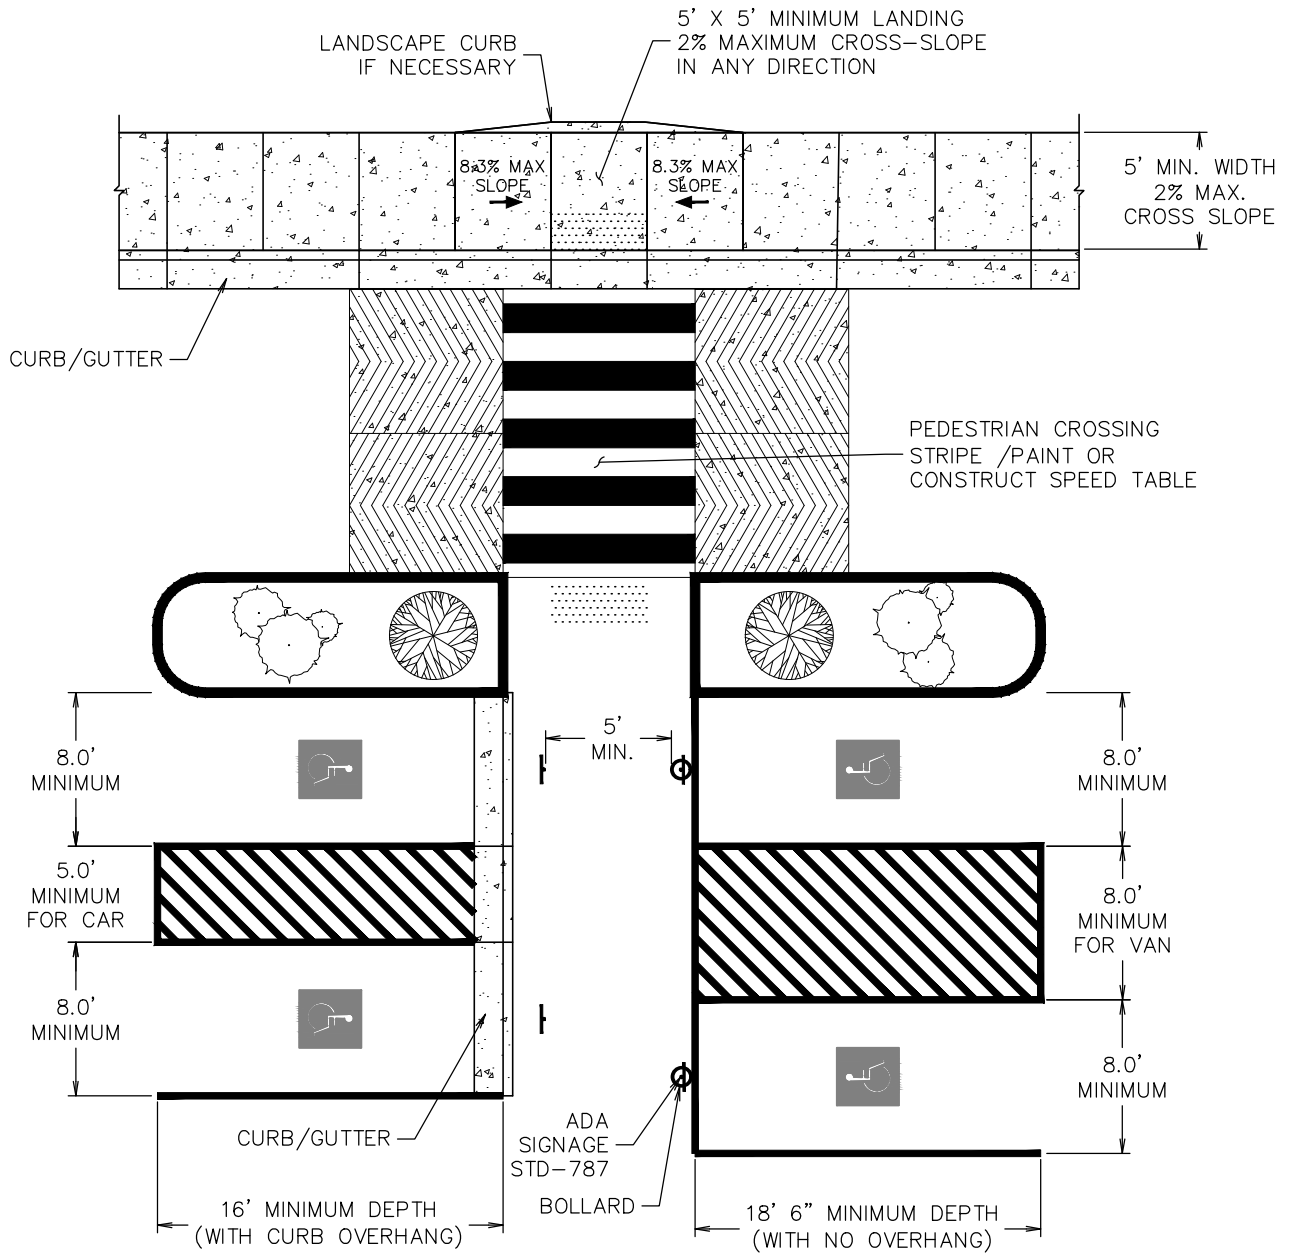 5' X 5' MINIMUM LANDING
2% MAXIMUM CROSS-SLOPE
IN ANY DIRECTION
LANDSCAPE CURB
IF NECESSARY
8.3% MAX
SLOPE
8.3% MAX
SLOPE
5' MIN. WIDTH
2% MAX.
CROSS SLOPE
CURB/GUTTER
PEDESTRIAN CROSSING
STRIPE /PAINT OR
CONSTRUCT SPEED TABLE
5'
MIN.
8.0'
MINIMUM
5.0'
MINIMUM
FOR CAR
8.0'
MINIMUM
8.0'
MINIMUM
8.0'
MINIMUM
FOR VAN
8.0'
MINIMUM
CURB/GUTTER
ADA
SIGNAGE
STD-787
BOLLARD
16' MINIMUM DEPTH
(WITH CURB OVERHANG)
18' 6" MINIMUM DEPTH
(WITH NO OVERHANG)